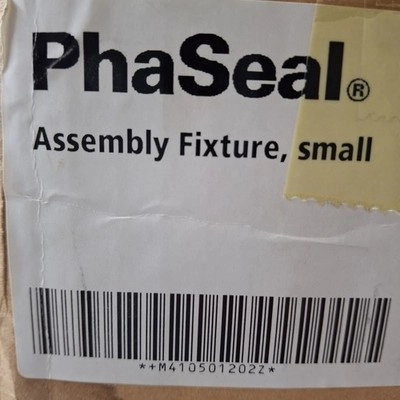 PhaSeal®
Assembly Fixture, small
*+M410501202Z*